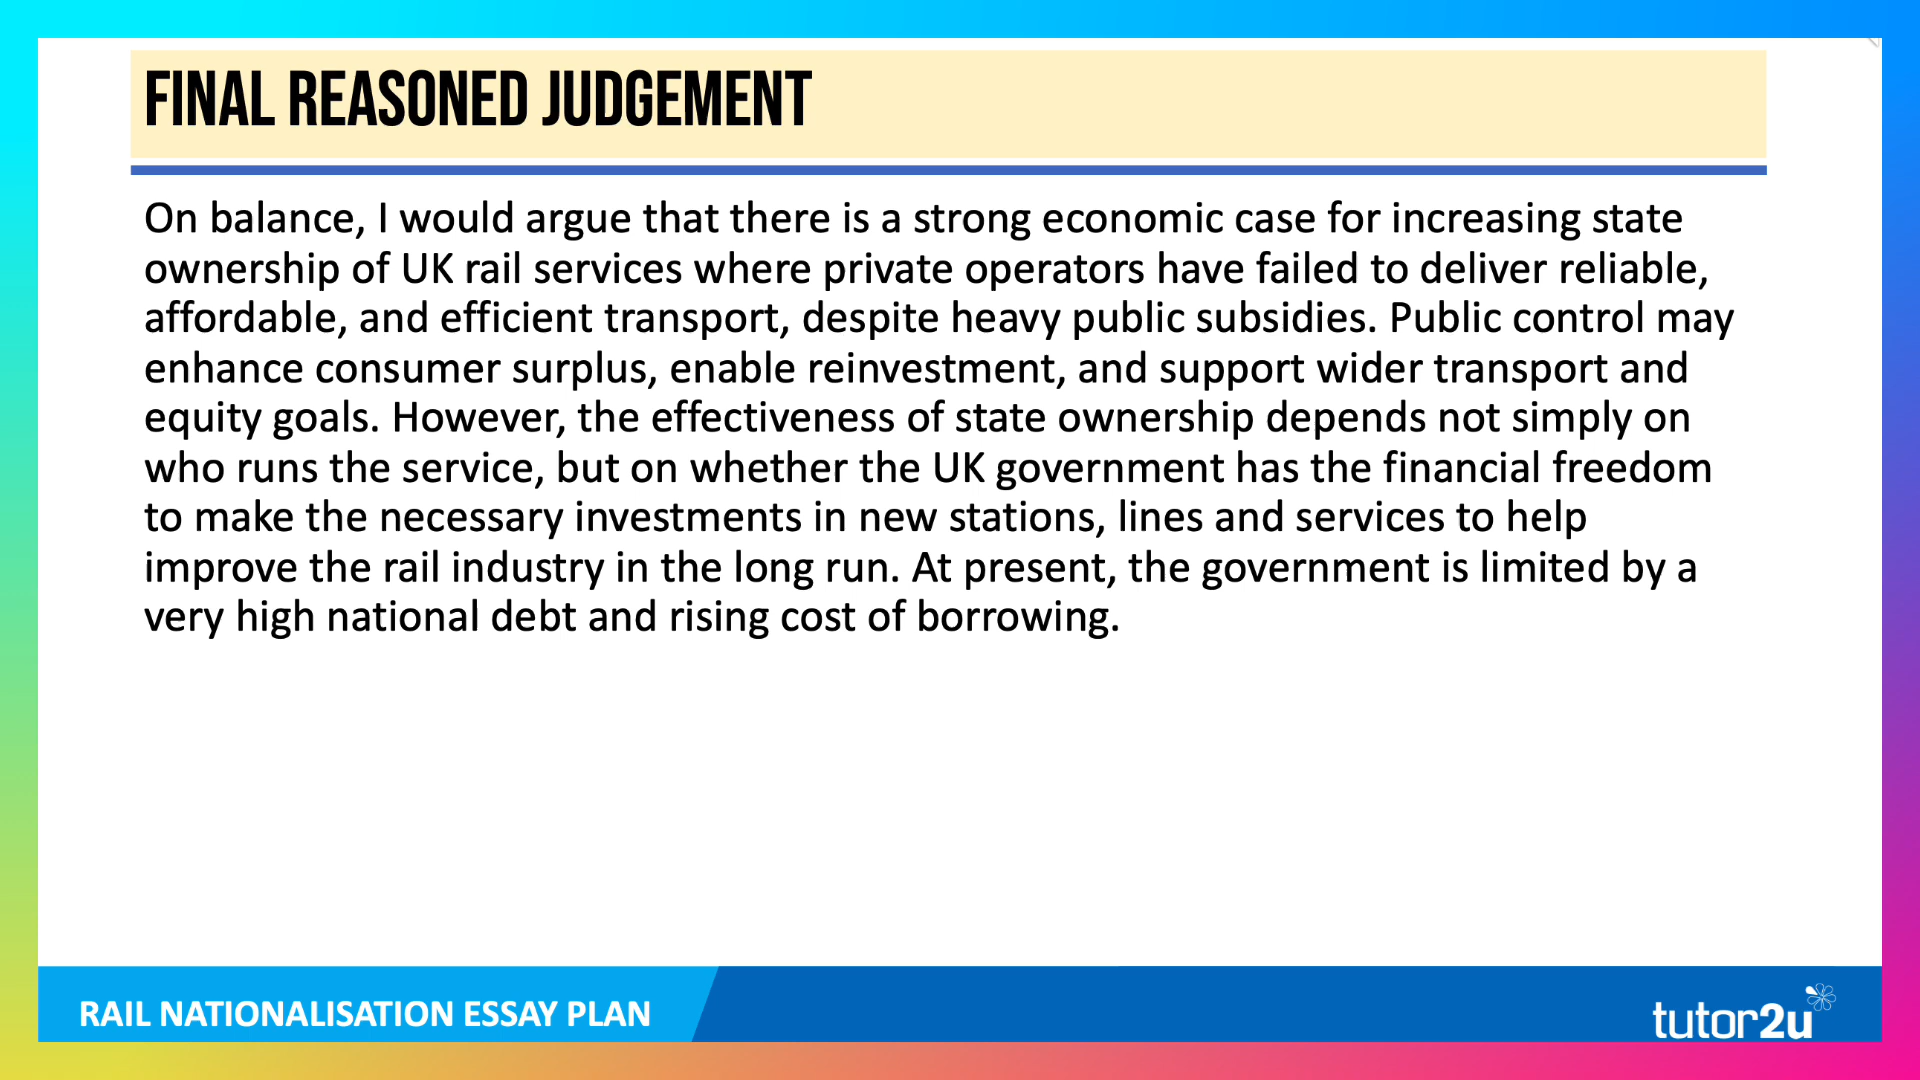 FINAL REASONED JUDGEMENT
On balance, I would argue that there is a strong economic case for increasing state
ownership of UK rail services where private operators have failed to deliver reliable,
affordable, and efficient transport, despite heavy public subsidies. Public control may
enhance consumer surplus, enable reinvestment, and support wider transport and
equity goals. However, the effectiveness of state ownership depends not simply on
who runs the service, but on whether the UK government has the financial freedom
to make the necessary investments in new stations, lines and services to help
improve the rail industry in the long run. At present, the government is limited by a
very high national debt and rising cost of borrowing.
RAIL NATIONALISATION ESSAY PLAN
tutor2u